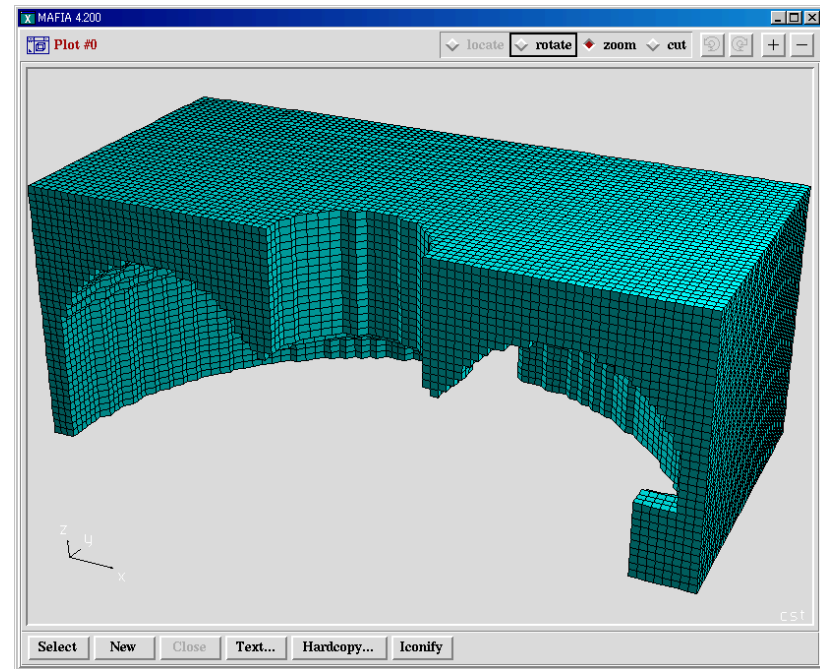 MAFIA 4.200
Plot #0 locate rotate zoom cut + −
z
y
x
cst
Select New Close Text... Hardcopy... Iconify